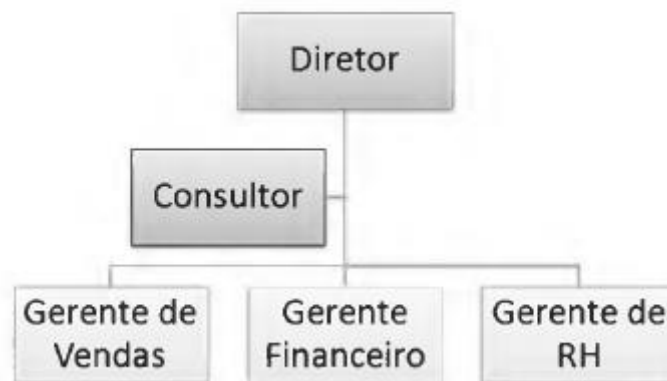 Diretor
Consultor
Gerente de
Vendas
Gerente
Financeiro
Gerente de
RH